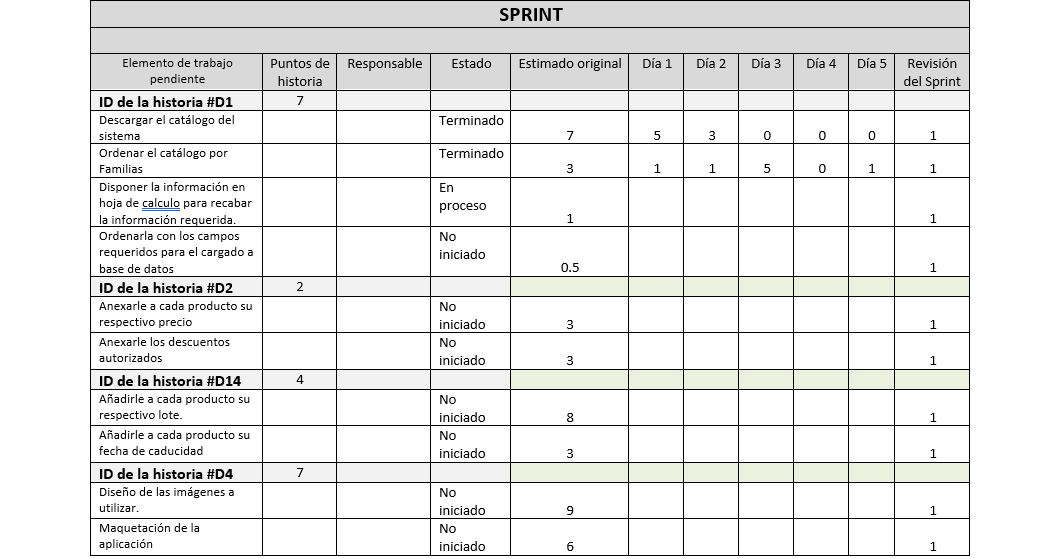 SPRINT
Elemento de trabajo pendiente Puntos de historia Responsable Estado Estimado original Día 1 Día 2 Día 3 Día 4 Día 5 Revisión del Sprint
ID de la historia #D1 7
Descargar el catálogo del sistema Terminado 7 5 3 0 0 0 1
Ordenar el catálogo por Familias Terminado 3 1 1 5 0 1 1
Disponer la información en hoja de calculo para recabar la información requerida. En proceso 1 1
Ordenarla con los campos requeridos para el cargado a base de datos No iniciado 0.5 1
ID de la historia #D2 2
Anexarle a cada producto su respectivo precio No iniciado 3 1
Anexarle los descuentos autorizados No iniciado 3 1
ID de la historia #D14 4
Añadirle a cada producto su respectivo lote. No iniciado 8 1
Añadirle a cada producto su fecha de caducidad No iniciado 3 1
ID de la historia #D4 7
Diseño de las imágenes a utilizar. No iniciado 9 1
Maquetación de la aplicación No iniciado 6 1